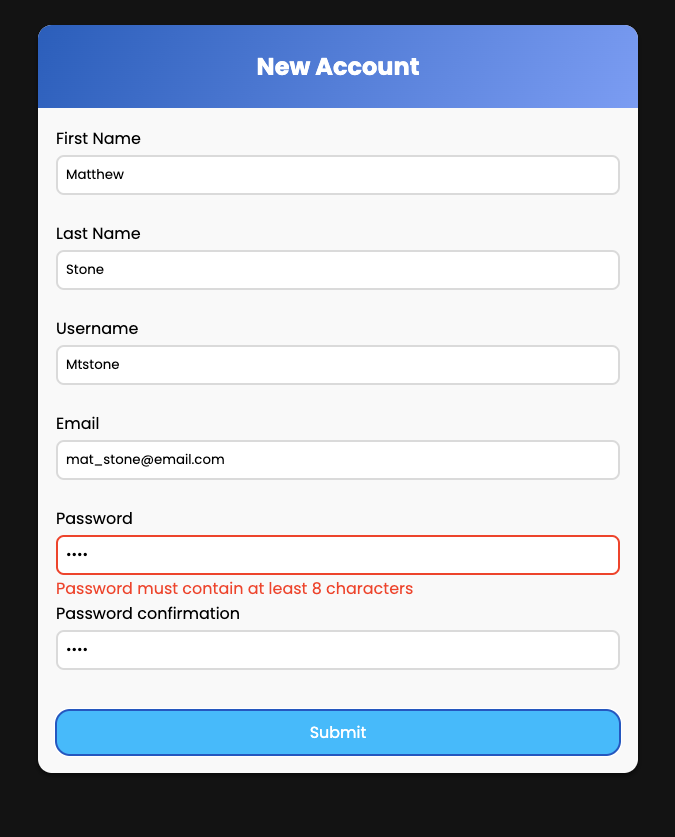 New Account
First Name
Matthew
Last Name
Stone
Username
Mtstone
Email
mat_stone@email.com
Password
••••
Password must contain at least 8 characters
Password confirmation
••••
Submit